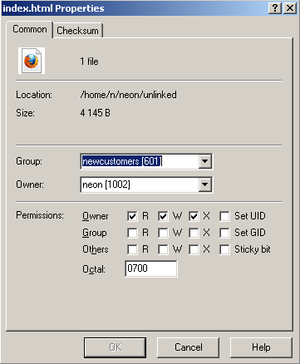 index.html Properties
Common Checksum
1 file
Location: /home/n/neon/unlinked
Size: 4 145 B
Group: newcustomers [601]
Owner: neon [1002]
Permissions: Owner R W X Set UID
Group R W X Set GID
Others R W X Sticky bit
Octal: 0700
OK Cancel Help